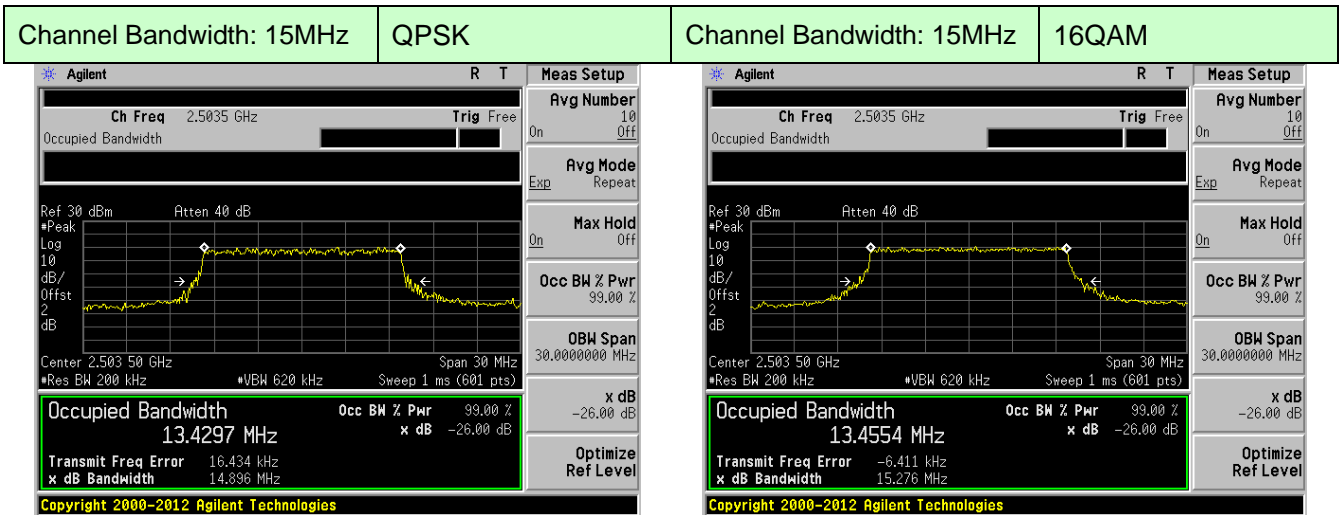 Channel Bandwidth: 15MHz QPSK Channel Bandwidth: 15MHz 16QAM
Agilent R T Meas Setup
Ch Freq 2.5035 GHz Trig Free
Occupied Bandwidth
Avg Number
10
On Off
Avg Mode
Exp Repeat
Max Hold
On Off
Occ BW % Pwr
99.00 %
OBW Span
30.0000000 MHz
x dB
-26.00 dB
Optimize
Ref Level
Ref 30 dBm Atten 40 dB
#Peak
Log
10
dB/
Offst
2
dB
Center 2.503 50 GHz Span 30 MHz
#Res BW 200 kHz #VBW 620 kHz Sweep 1 ms (601 pts)
Occupied Bandwidth Occ BW % Pwr 99.00 %
13.4297 MHz x dB -26.00 dB
Transmit Freq Error 16.434 kHz
x dB Bandwidth 14.896 MHz
Copyright 2000-2012 Agilent Technologies
Agilent R T Meas Setup
Ch Freq 2.5035 GHz Trig Free
Occupied Bandwidth
Avg Number
10
On Off
Avg Mode
Exp Repeat
Max Hold
On Off
Occ BW % Pwr
99.00 %
OBW Span
30.0000000 MHz
x dB
-26.00 dB
Optimize
Ref Level
Ref 30 dBm Atten 40 dB
#Peak
Log
10
dB/
Offst
2
dB
Center 2.503 50 GHz Span 30 MHz
#Res BW 200 kHz #VBW 620 kHz Sweep 1 ms (601 pts)
Occupied Bandwidth Occ BW % Pwr 99.00 %
13.4554 MHz x dB -26.00 dB
Transmit Freq Error -6.411 kHz
x dB Bandwidth 15.276 MHz
Copyright 2000-2012 Agilent Technologies